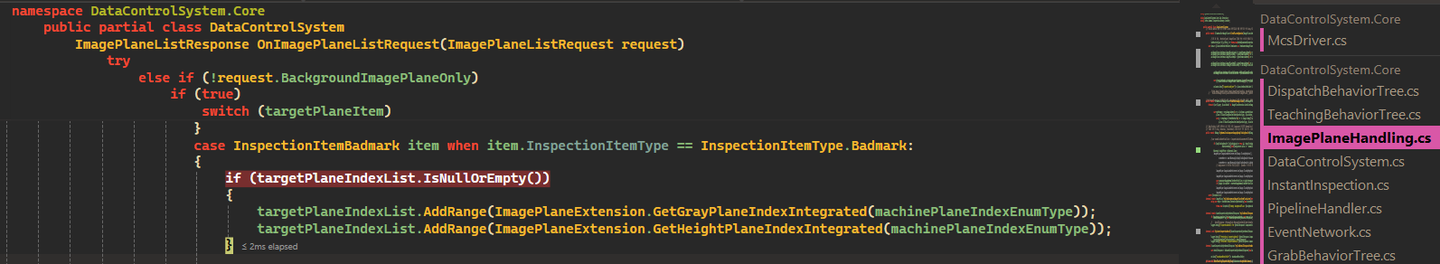 namespace DataControlSystem.Core
public partial class DataControlSystem
ImagePlaneListResponse OnImagePlaneListRequest(ImagePlaneListRequest request)
try
else if (!request.BackgroundImagePlaneOnly)
if (true)
switch (targetPlaneItem)
}
case InspectionItemBadmark item when item.InspectionItemType == InspectionItemType.Badmark:
{
if (targetPlaneIndexList.IsNullOrEmpty())
{
targetPlaneIndexList.AddRange(ImagePlaneExtension.GetGrayPlaneIndexIntegrated(machinePlaneIndexEnumType));
targetPlaneIndexList.AddRange(ImagePlaneExtension.GetHeightPlaneIndexIntegrated(machinePlaneIndexEnumType));
} ≤ 2ms elapsed
DataControlSystem.Core
McsDriver.cs
DataControlSystem.Core
DispatchBehaviorTree.cs
TeachingBehaviorTree.cs
ImagePlaneHandling.cs
DataControlSystem.cs
InstantInspection.cs
PipelineHandler.cs
EventNetwork.cs
GrabBehaviorTree.cs